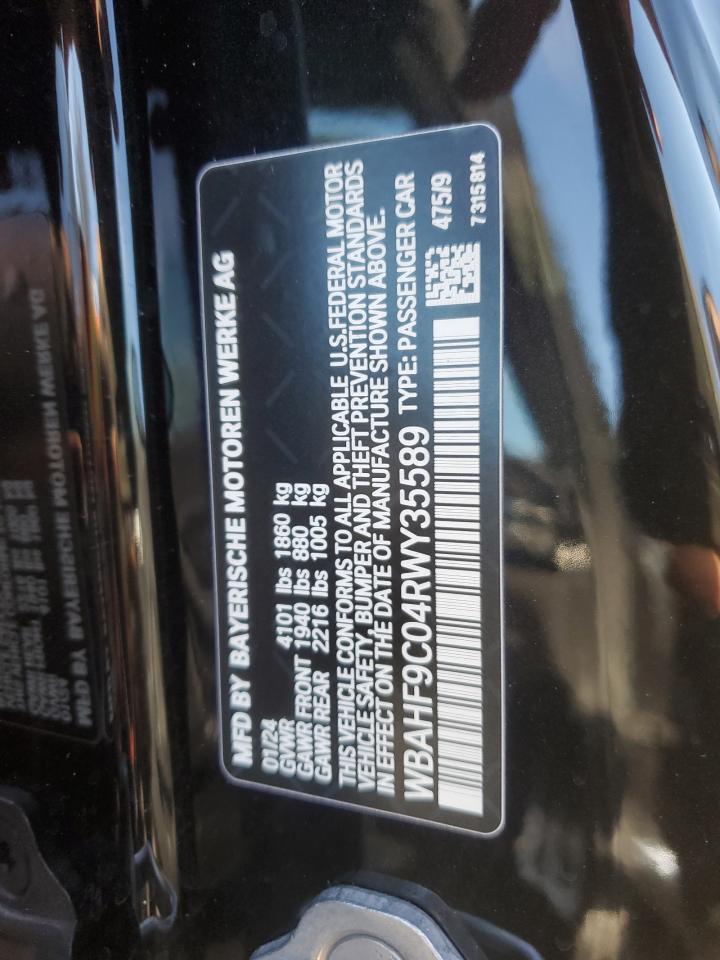 MFD BY BAYERISCHE MOTOREN WERKE AG
01/24
GVWR 4101 lbs 1860 kg
GAWR FRONT 1940 lbs 880 kg
GAWR REAR 2216 lbs 1005 kg
THIS VEHICLE CONFORMS TO ALL APPLICABLE U.S.FEDERAL MOTOR
VEHICLE SAFETY, BUMPER AND THEFT PREVENTION STANDARDS
IN EFFECT ON THE DATE OF MANUFACTURE SHOWN ABOVE.
WBAHF9C04RWY35589 TYPE: PASSENGER CAR
475/9
7315814